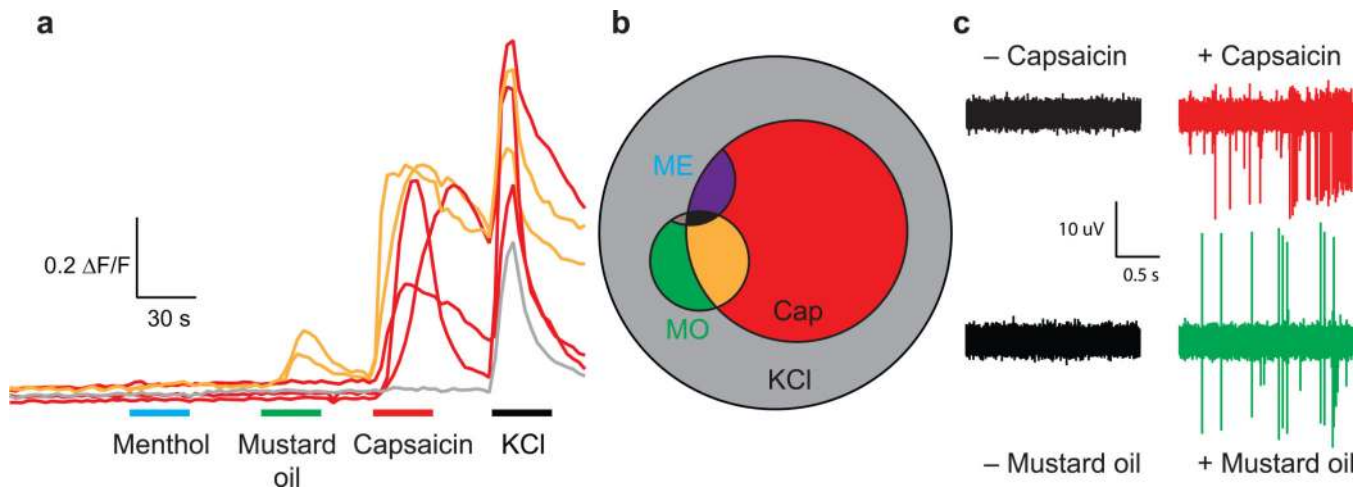 a
0.2 ΔF/F
30 s
Menthol
Mustard
oil
Capsaicin
KCl
b
ME
MO
Cap
KCl
c
– Capsaicin
+ Capsaicin
10 uV
0.5 s
– Mustard oil
+ Mustard oil